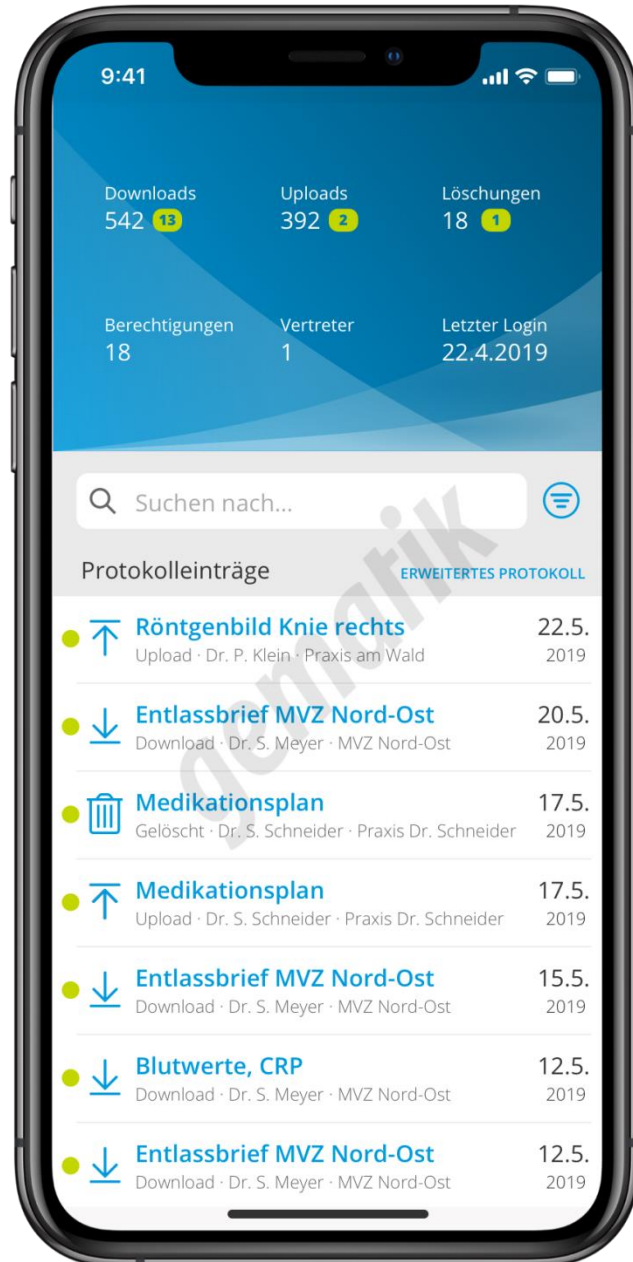 9:41
Downloads Uploads Löschungen
542 13 392 2 18 1
Berechtigungen Vertreter Letzter Login
18 1 22.4.2019
Suchen nach...
Protokolleinträge ERWEITERTES PROTOKOLL
Röntgenbild Knie rechts 22.5.
Upload · Dr. P. Klein · Praxis am Wald 2019
Entlassbrief MVZ Nord-Ost 20.5.
Download · Dr. S. Meyer · MVZ Nord-Ost 2019
Medikationsplan 17.5.
Gelöscht · Dr. S. Schneider · Praxis Dr. Schneider 2019
Medikationsplan 17.5.
Upload · Dr. S. Schneider · Praxis Dr. Schneider 2019
Entlassbrief MVZ Nord-Ost 15.5.
Download · Dr. S. Meyer · MVZ Nord-Ost 2019
Blutwerte, CRP 12.5.
Download · Dr. S. Meyer · MVZ Nord-Ost 2019
Entlassbrief MVZ Nord-Ost 12.5.
Download · Dr. S. Meyer · MVZ Nord-Ost 2019
gematik